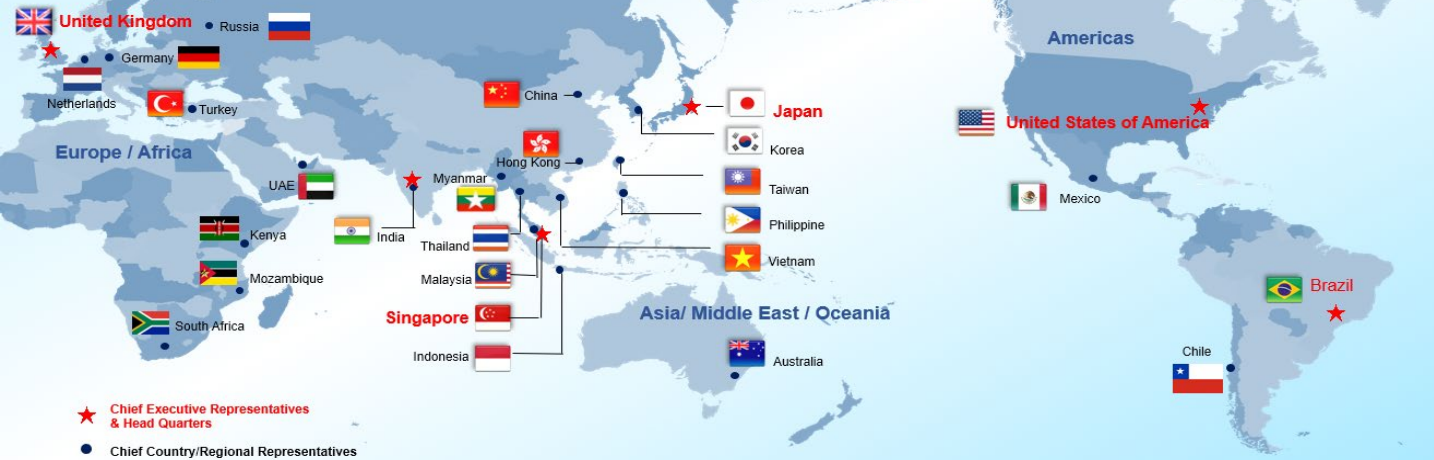 United Kingdom
Russia
Germany
Netherlands
Turkey
Europe / Africa
UAE
Kenya
Mozambique
South Africa
China
Hong Kong
Myanmar
India
Thailand
Malaysia
Singapore
Indonesia
Japan
Korea
Taiwan
Philippine
Vietnam
Asia/ Middle East / Oceania
Australia
Americas
United States of America
Mexico
Brazil
Chile
Chief Executive Representatives
& Head Quarters
Chief Country/Regional Representatives